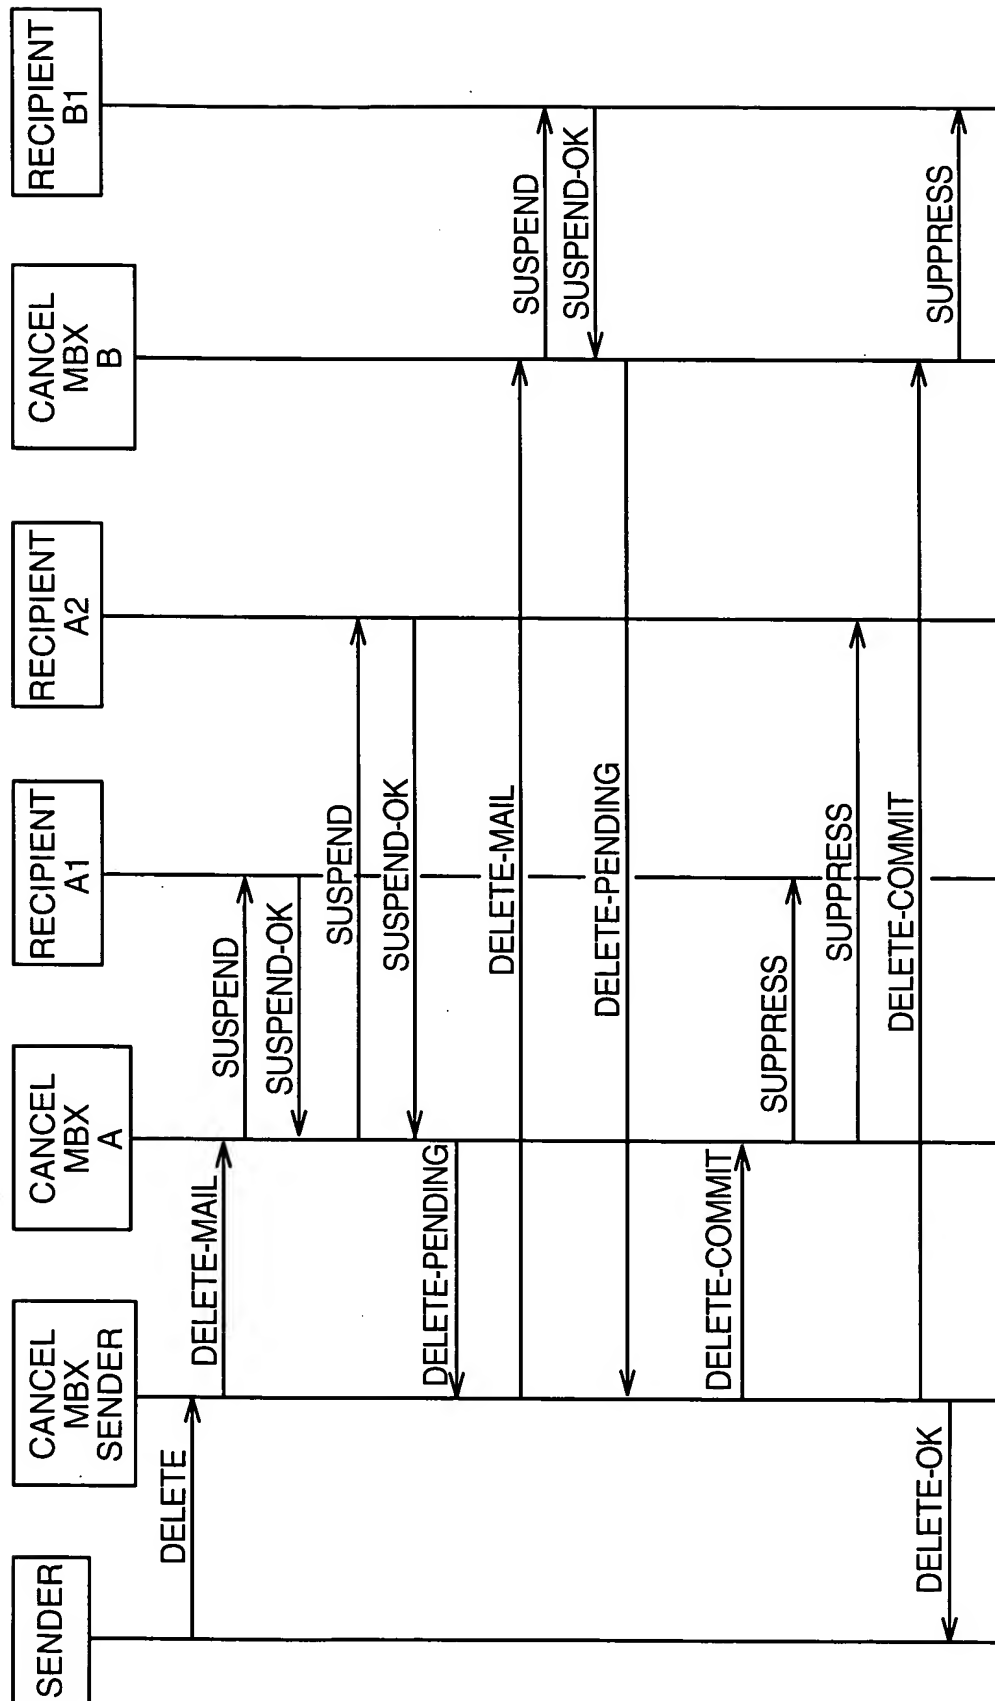 SENDER
CANCEL
MBX
SENDER
CANCEL
MBX
A
RECIPIENT
A1
RECIPIENT
A2
CANCEL
MBX
B
RECIPIENT
B1
DELETE
DELETE-MAIL
SUSPEND
SUSPEND-OK
SUSPEND
SUSPEND-OK
DELETE-PENDING
DELETE-MAIL
SUSPEND
SUSPEND-OK
DELETE-PENDING
DELETE-COMMIT
SUPPRESS
SUPPRESS
DELETE-COMMIT
DELETE-OK
SUPPRESS